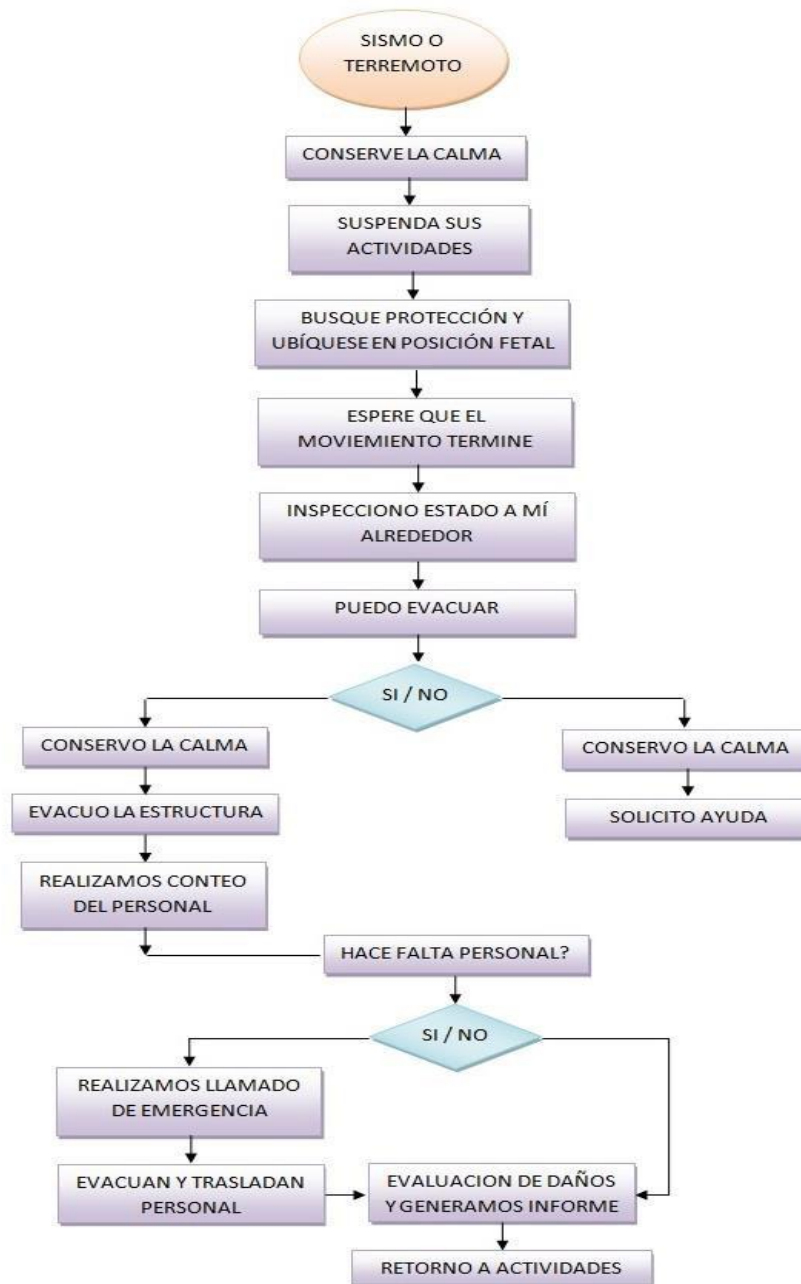 SISMO O
TERREMOTO
CONSERVE LA CALMA
SUSPENDA SUS
ACTIVIDADES
BUSQUE PROTECCIÓN Y
UBÍQUESE EN POSICIÓN FETAL
ESPERE QUE EL
MOVIEMIENTO TERMINE
INSPECCIONO ESTADO A MÍ
ALREDEDOR
PUEDO EVACUAR
SI / NO
CONSERVO LA CALMA
EVACUO LA ESTRUCTURA
REALIZAMOS CONTEO
DEL PERSONAL
CONSERVO LA CALMA
SOLICITO AYUDA
HACE FALTA PERSONAL?
SI / NO
REALIZAMOS LLAMADO
DE EMERGENCIA
EVACUAN Y TRASLADAN
PERSONAL
EVALUACION DE DAÑOS
Y GENERAMOS INFORME
RETORNO A ACTIVIDADES